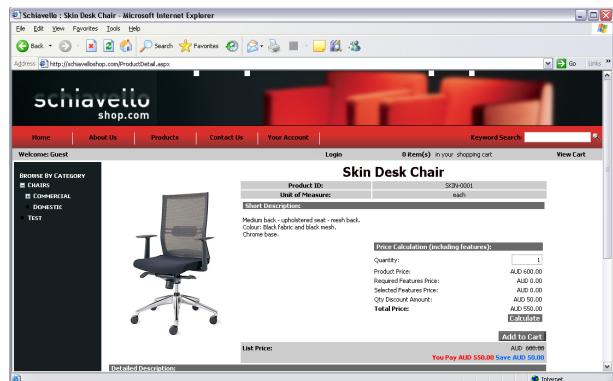 Schiavello : Skin Desk Chair - Microsoft Internet Explorer
File Edit View Favorites Tools Help
Back Search Favorites
Address http://schiavelloshop.com/ProductDetail.aspx Go Links »
schiavello
shop.com
Home About Us Products Contact Us Your Account Keyword Search:
Welcome: Guest Login 0 item(s) in your shopping cart View Cart
BROWSE BY CATEGORY
CHAIRS
COMMERCIAL
DOMESTIC
TEST
Skin Desk Chair
Product ID: SKIN-0001
Unit of Measure: each
Short Description:
Medium back - upholstered seat - mesh back.
Colour: Black fabric and black mesh.
Chrome base.
Price Calculation (including features):
Quantity: 1
Product Price: AUD 600.00
Required Features Price: AUD 0.00
Selected Features Price: AUD 0.00
Qty Discount Amount: AUD 50.00
Total Price: AUD 550.00
Calculate
Add to Cart
List Price: AUD 600.00
You Pay AUD 550.00 Save AUD 50.00
Detailed Description:
Internet